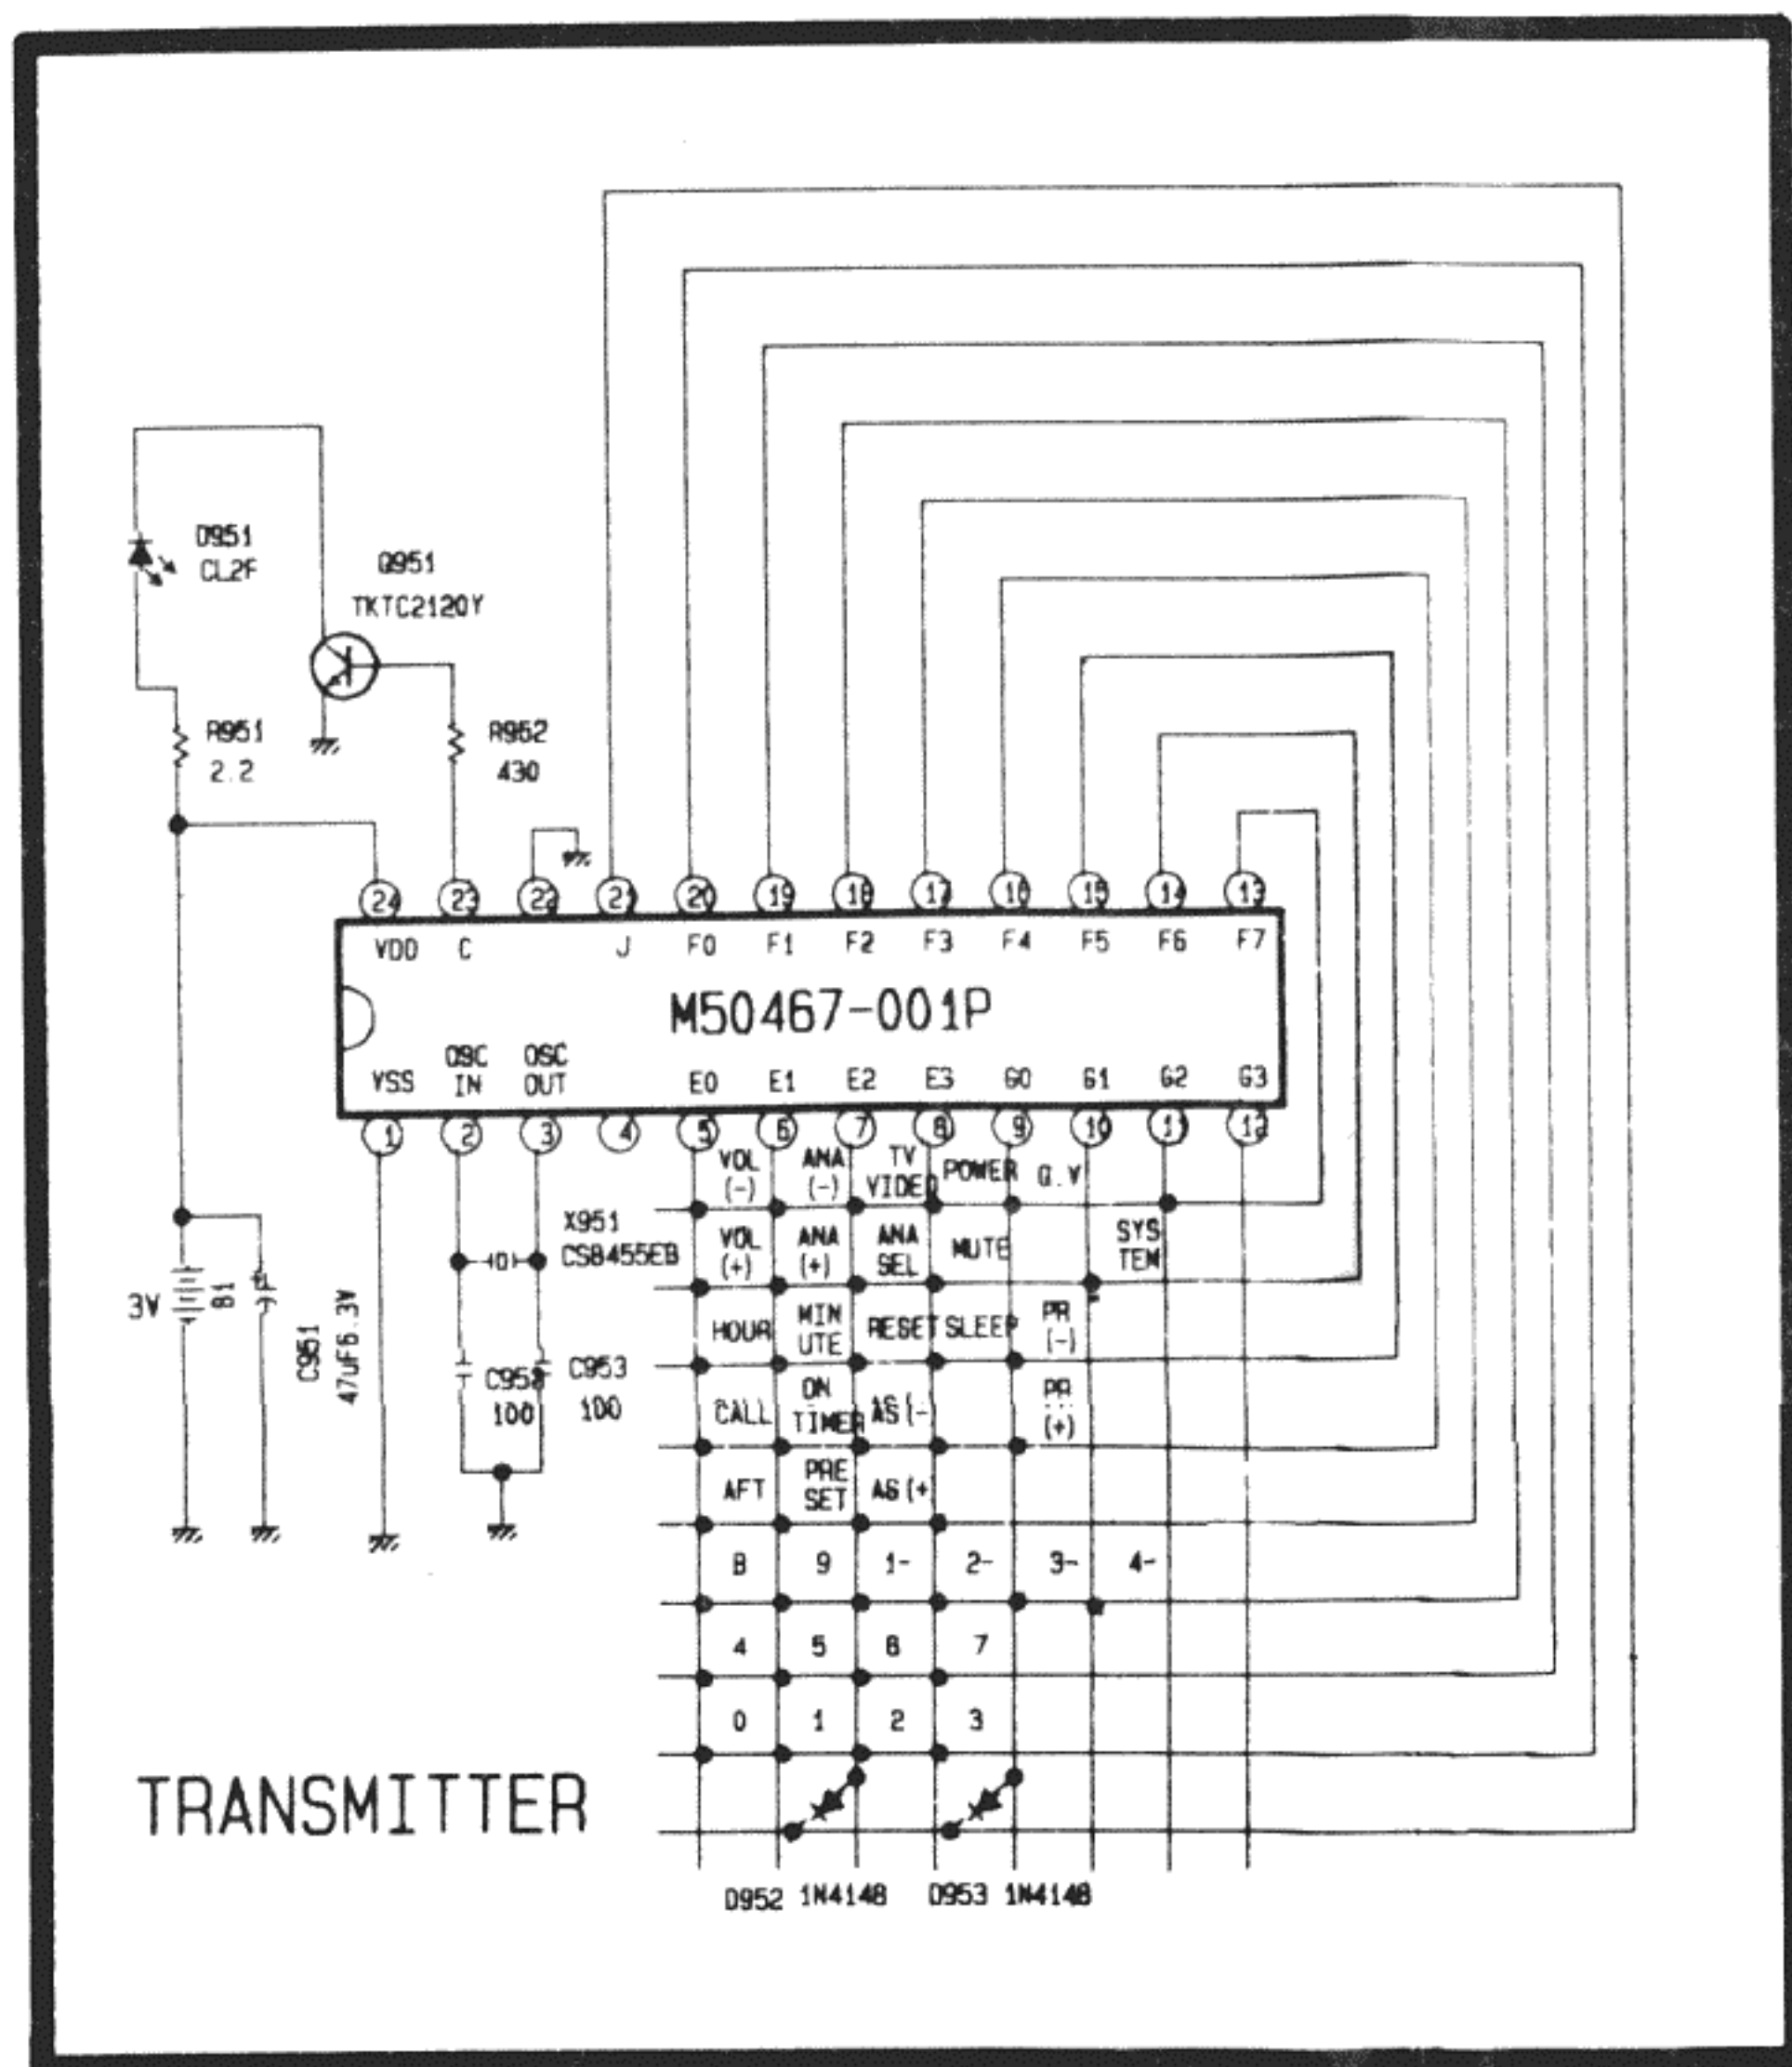 D951
CL2F
Q951
TKTC2120Y
R951
2.2
R952
430
24 23 22 21 20 19 18 17 16 15 14 13
VDD C J F0 F1 F2 F3 F4 F5 F6 F7
M50467-001P
VSS OSC IN OSC OUT E0 E1 E2 E3 G0 G1 G2 G3
1 2 3 4 5 6 7 8 9 10 11 12
VOL (-) ANA (-) TV VIDEO POWER Q.V
VOL (+) ANA (+) ANA SEL MUTE SYS TEM
HOUR MIN UTE RESET SLEEP PR (-)
CALL ON TIMER AS(- PR (+)
AFT PRE SET AS(+
8 9 1- 2- 3- 4-
4 5 6 7
0 1 2 3
X951
CSB455EB
3V
B1
C951
47uF6.3V
C953
100
100
TRANSMITTER
D952 1N4148 D953 1N4148